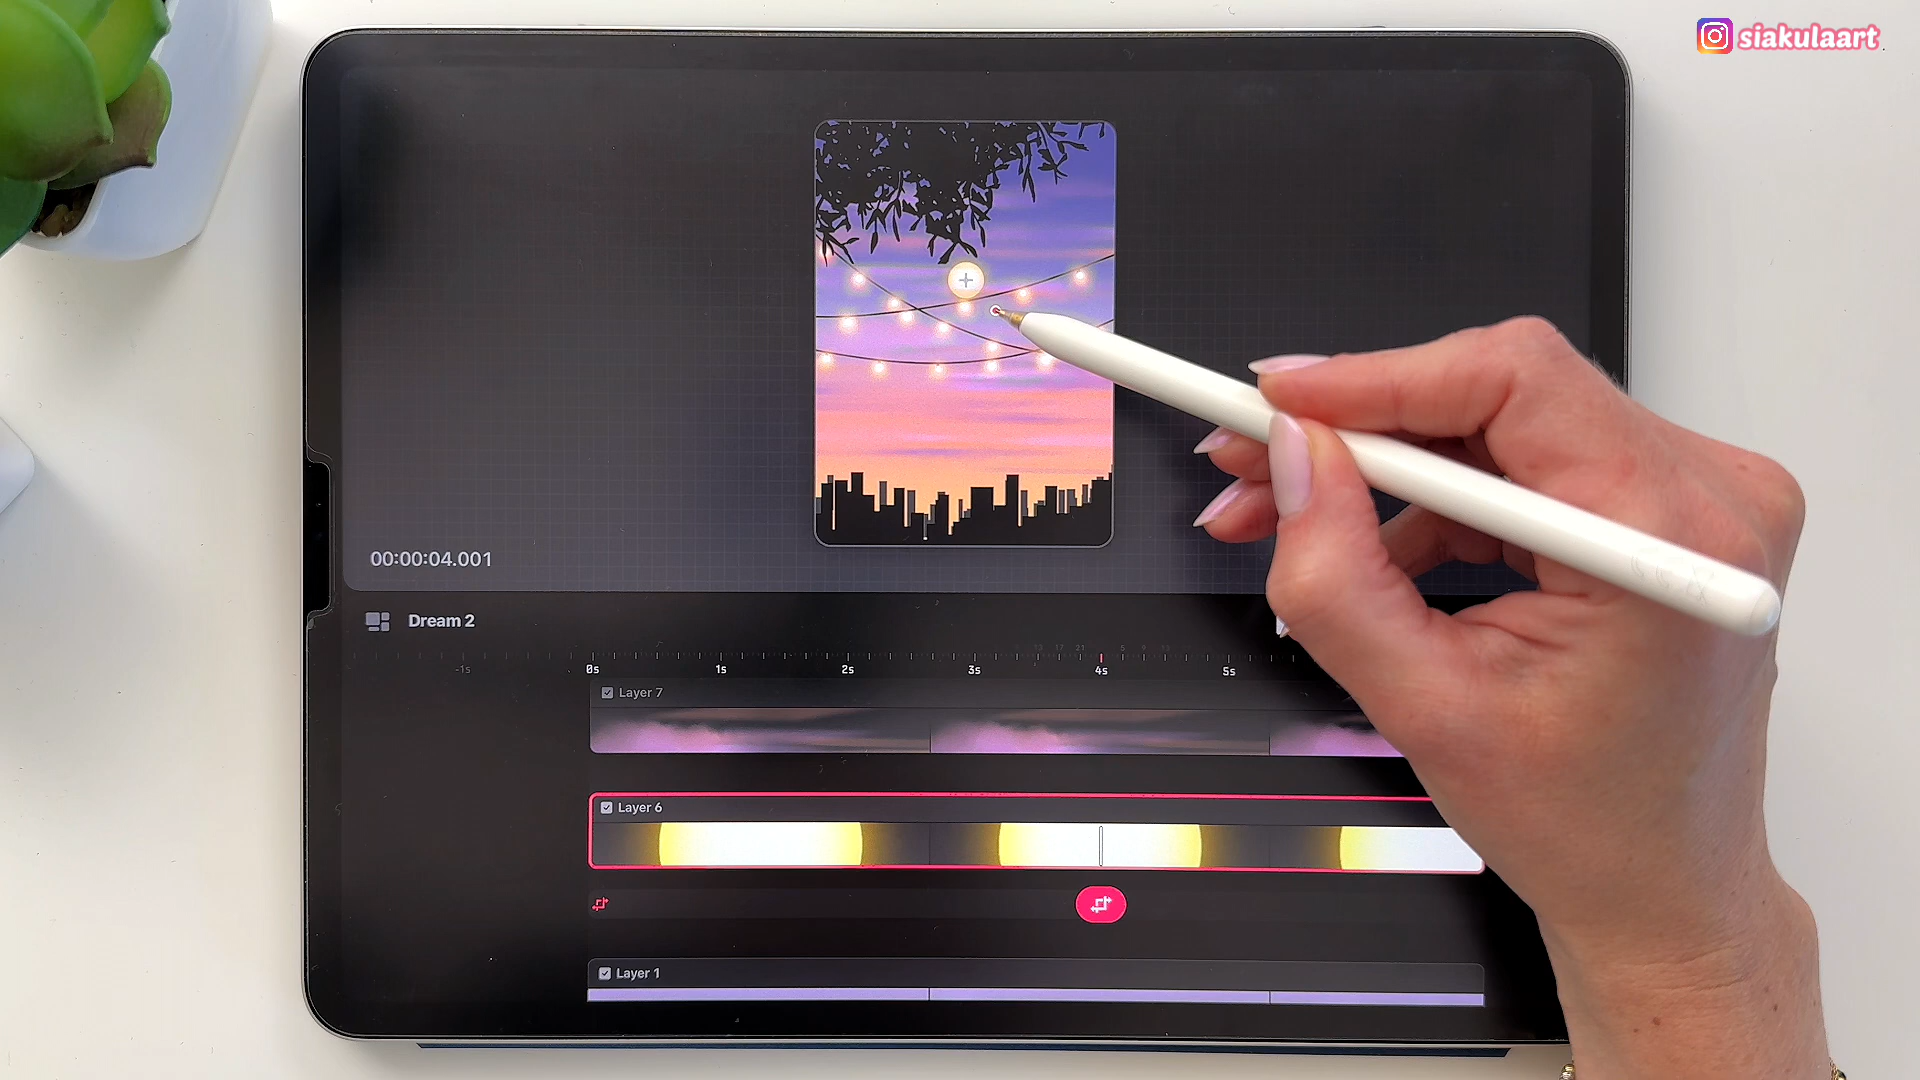 siakulaart
00:00:04.001
Dream 2
-1s 0s 1s 2s 3s 4s 5s
Layer 7
Layer 6
Layer 1